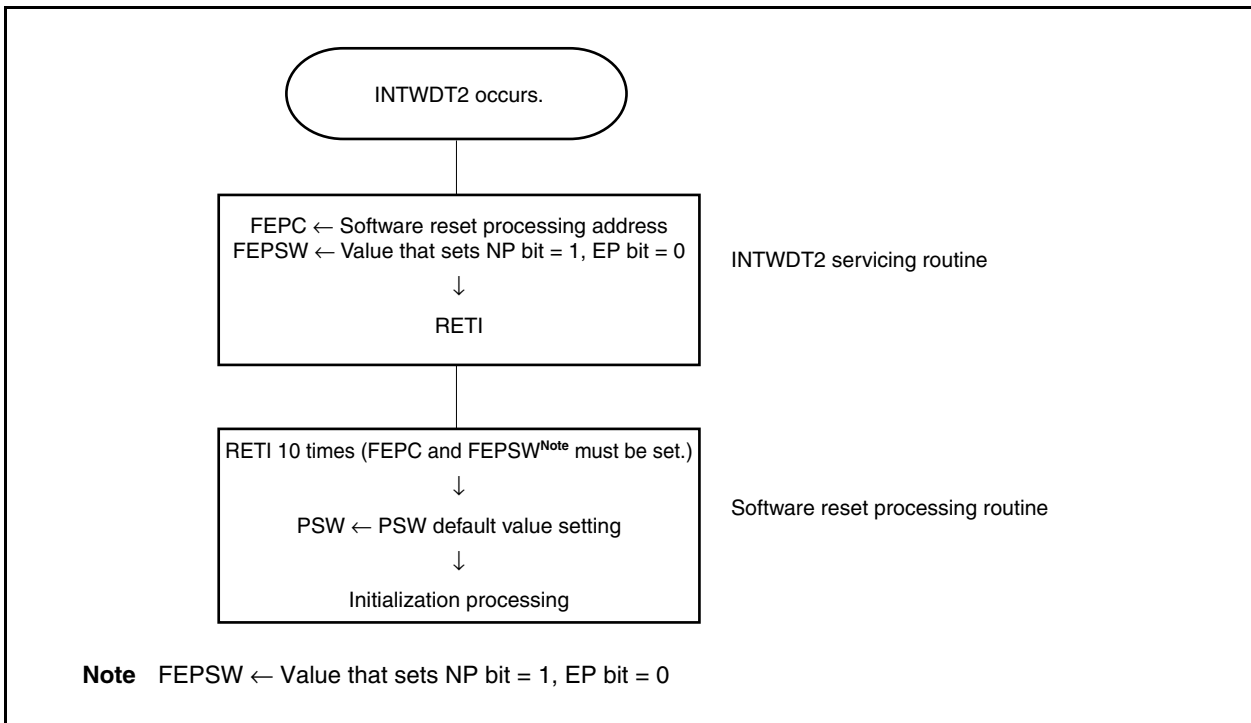 INTWDT2 occurs.
FEPC ← Software reset processing address
FEPSW ← Value that sets NP bit = 1, EP bit = 0
↓
RETI
INTWDT2 servicing routine
RETI 10 times (FEPC and FEPSWNote must be set.)
↓
PSW ← PSW default value setting
↓
Initialization processing
Software reset processing routine
Note FEPSW ← Value that sets NP bit = 1, EP bit = 0